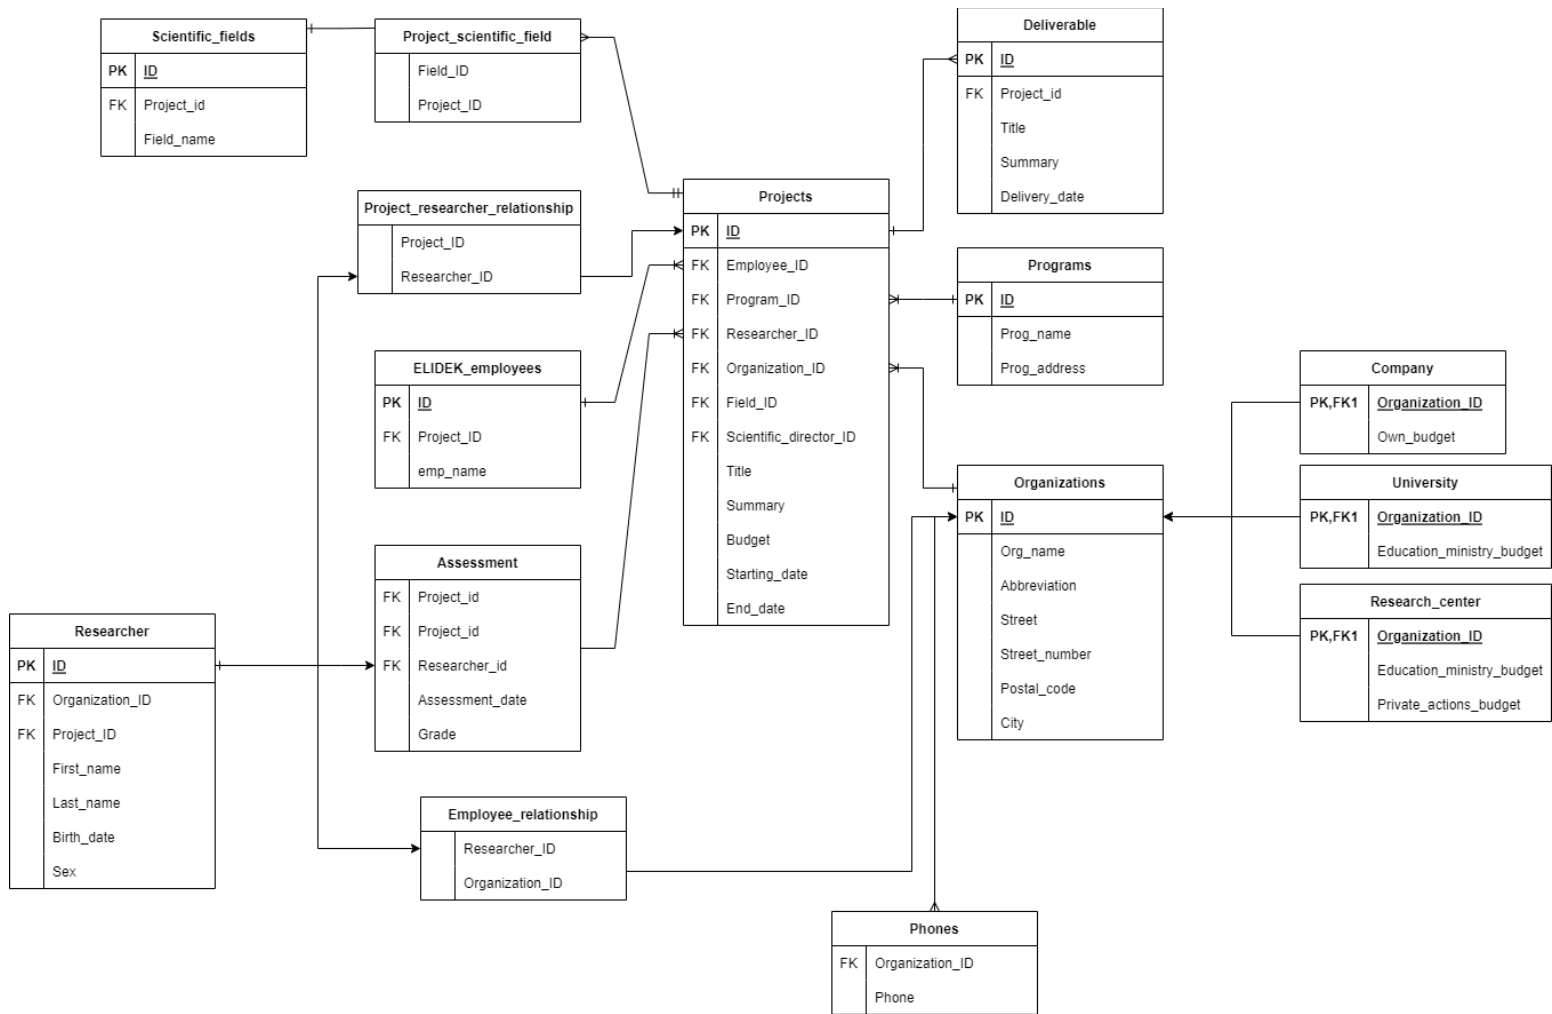 Scientific_fields
PK ID
FK Project_id
Field_name
Project_scientific_field
Field_ID
Project_ID
Deliverable
PK ID
FK Project_id
Title
Summary
Delivery_date
Project_researcher_relationship
Project_ID
Researcher_ID
Projects
PK ID
FK Employee_ID
FK Program_ID
FK Researcher_ID
FK Organization_ID
FK Field_ID
FK Scientific_director_ID
Title
Summary
Budget
Starting_date
End_date
Programs
PK ID
Prog_name
Prog_address
ELIDEK_employees
PK ID
FK Project_ID
emp_name
Company
PK,FK1 Organization_ID
Own_budget
Organizations
PK ID
Org_name
Abbreviation
Street
Street_number
Postal_code
City
University
PK,FK1 Organization_ID
Education_ministry_budget
Research_center
PK,FK1 Organization_ID
Education_ministry_budget
Private_actions_budget
Assessment
FK Project_id
FK Project_id
FK Researcher_id
Assessment_date
Grade
Researcher
PK ID
FK Organization_ID
FK Project_ID
First_name
Last_name
Birth_date
Sex
Employee_relationship
Researcher_ID
Organization_ID
Phones
FK Organization_ID
Phone